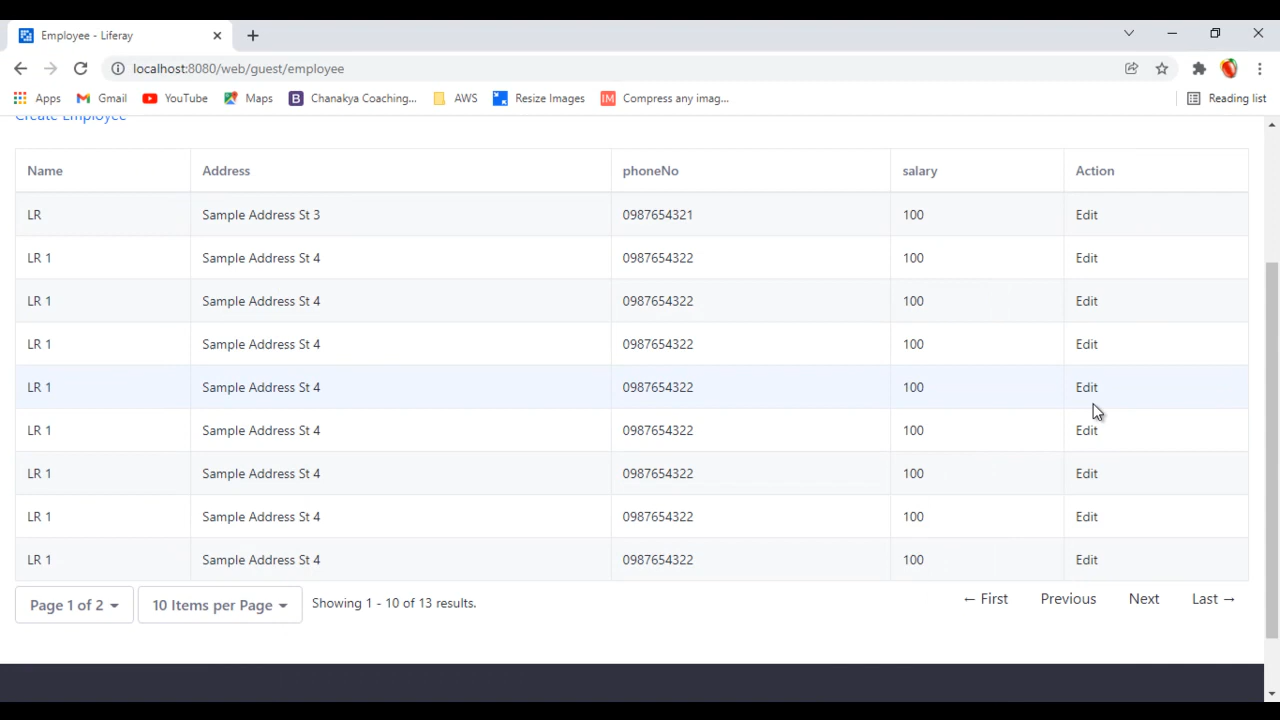 Employee - Liferay
localhost:8080/web/guest/employee
Apps Gmail YouTube Maps Chanakya Coaching... AWS Resize Images Compress any imag... Reading list
Create Employee
Name Address phoneNo salary Action
LR Sample Address St 3 0987654321 100 Edit
LR 1 Sample Address St 4 0987654322 100 Edit
LR 1 Sample Address St 4 0987654322 100 Edit
LR 1 Sample Address St 4 0987654322 100 Edit
LR 1 Sample Address St 4 0987654322 100 Edit
LR 1 Sample Address St 4 0987654322 100 Edit
LR 1 Sample Address St 4 0987654322 100 Edit
LR 1 Sample Address St 4 0987654322 100 Edit
LR 1 Sample Address St 4 0987654322 100 Edit
Page 1 of 2 10 Items per Page Showing 1 - 10 of 13 results. ← First Previous Next Last →